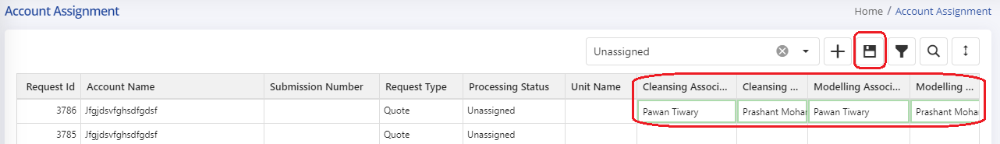 Account Assignment
Home / Account Assignment
Unassigned
Request Id Account Name Submission Number Request Type Processing Status Unit Name Cleansing Associ... Cleansing ... Modelling Associ... Modelling ...
3786 Jfgjdsvfghsdfgdsf Quote Unassigned Pawan Tiwary Prashant Mohar Pawan Tiwary Prashant Moha
3785 Jfgjdsvfghsdfgdsf Quote Unassigned